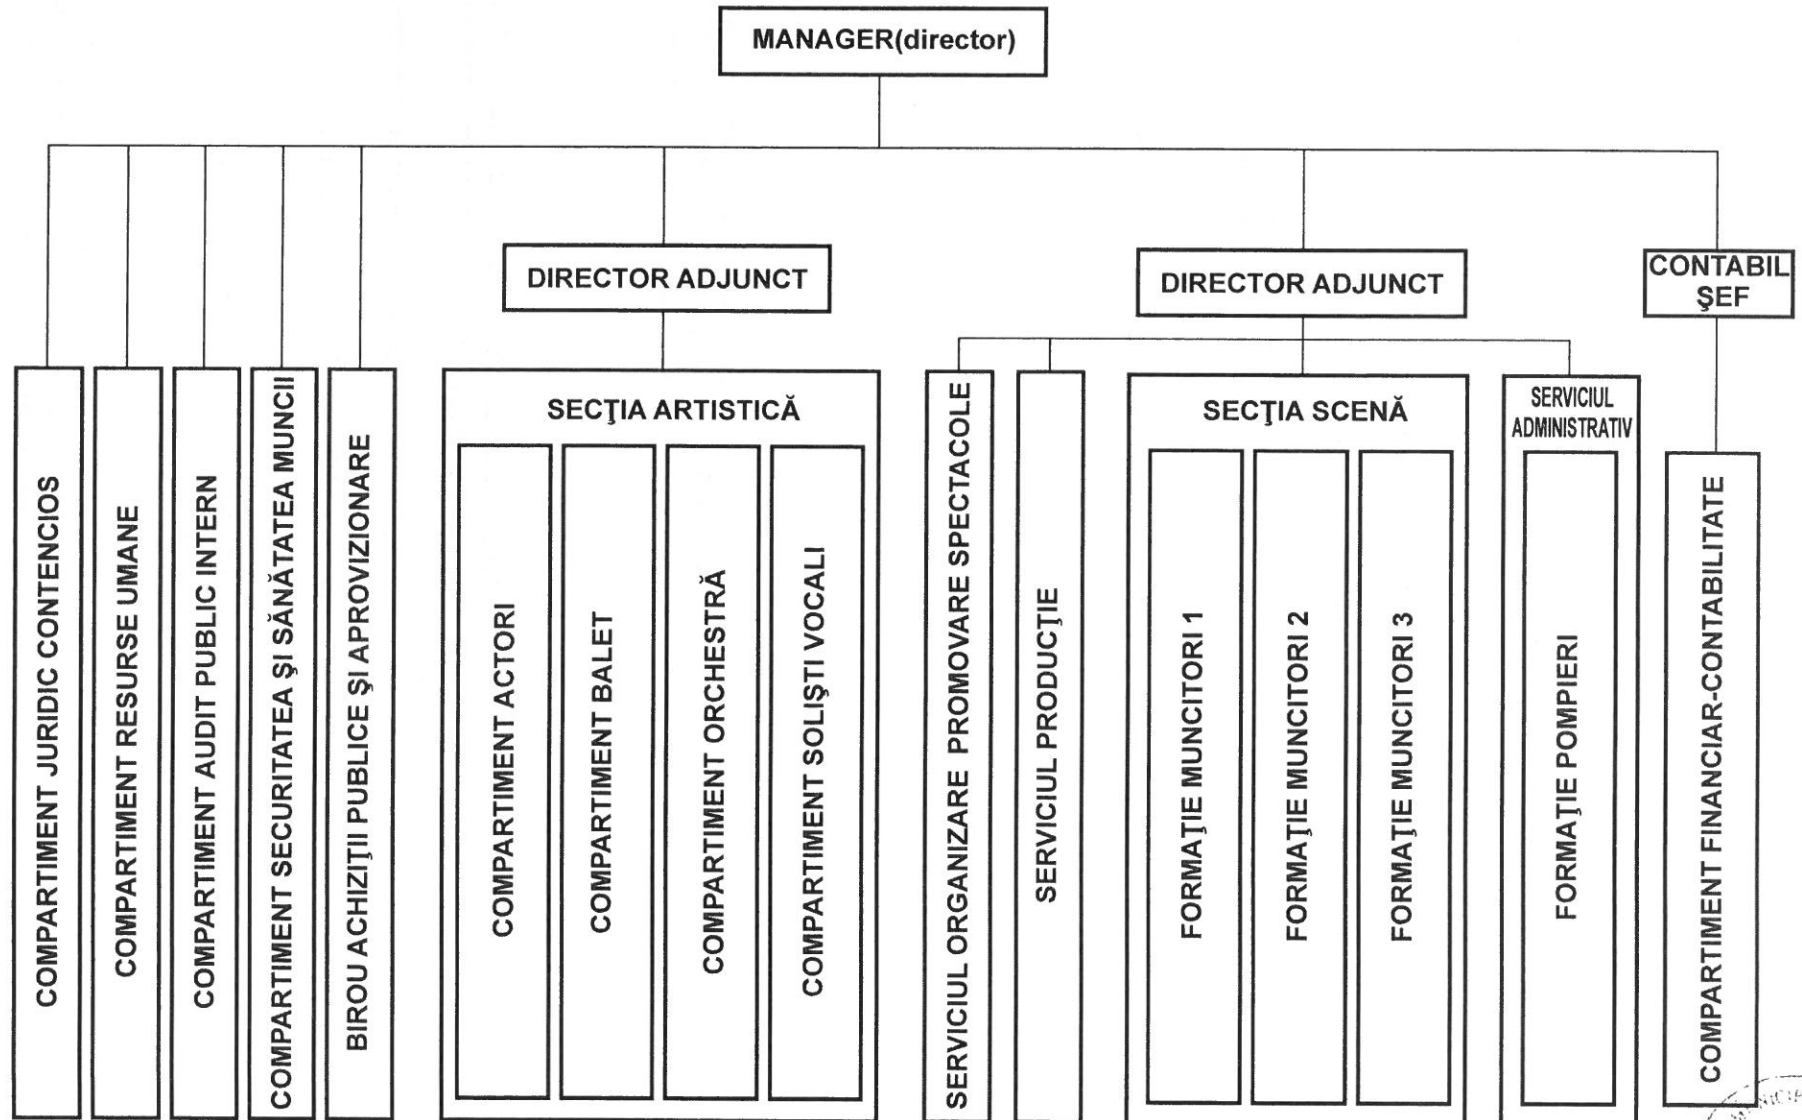 MANAGER(director)
DIRECTOR ADJUNCT
DIRECTOR ADJUNCT
CONTABIL
ŞEF
COMPARTIMENT JURIDIC CONTENCIOS
COMPARTIMENT RESURSE UMANE
COMPARTIMENT AUDIT PUBLIC INTERN
COMPARTIMENT SECURITATEA ŞI SĂNĂTATEA MUNCII
BIROU ACHIZIŢII PUBLICE ŞI APROVIZIONARE
SECŢIA ARTISTICĂ
COMPARTIMENT ACTORI
COMPARTIMENT BALET
COMPARTIMENT ORCHESTRĂ
COMPARTIMENT SOLIŞTI VOCALI
SERVICIUL ORGANIZARE PROMOVARE SPECTACOLE
SERVICIUL PRODUCŢIE
SECŢIA SCENĂ
FORMAŢIE MUNCITORI 1
FORMAŢIE MUNCITORI 2
FORMAŢIE MUNCITORI 3
SERVICIUL
ADMINISTRATIV
FORMAŢIE POMPIERI
COMPARTIMENT FINANCIAR-CONTABILITATE